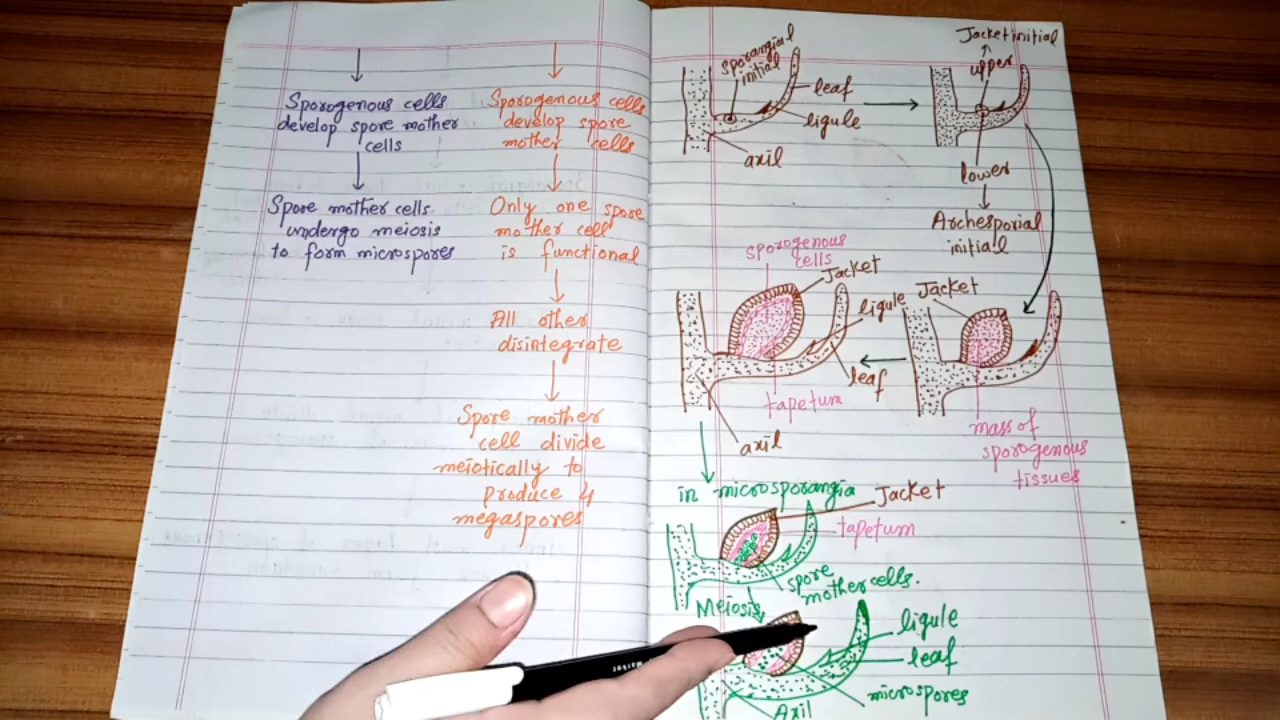 Sporogenous cells
develop spore mother
cells
Spore mother cells
undergo meiosis
to form microspores
Sporogenous cells
develop spore
mother cells
Only one spore
mother cell
is functional
All other
disintegrate
Spore mother
cell divide
meiotically to
produce 4
megaspores
sporangial
initial
leaf
ligule
axil
Jacket initial
upper
lower
Archesporial
initial
sporogenous
cells
Jacket
ligule
leaf
tapetum
axil
Jacket
mass of
sporogenous
tissues
in microsporangia
Jacket
tapetum
spore
mother cells.
Meiosis
ligule
leaf
microspores
Axil